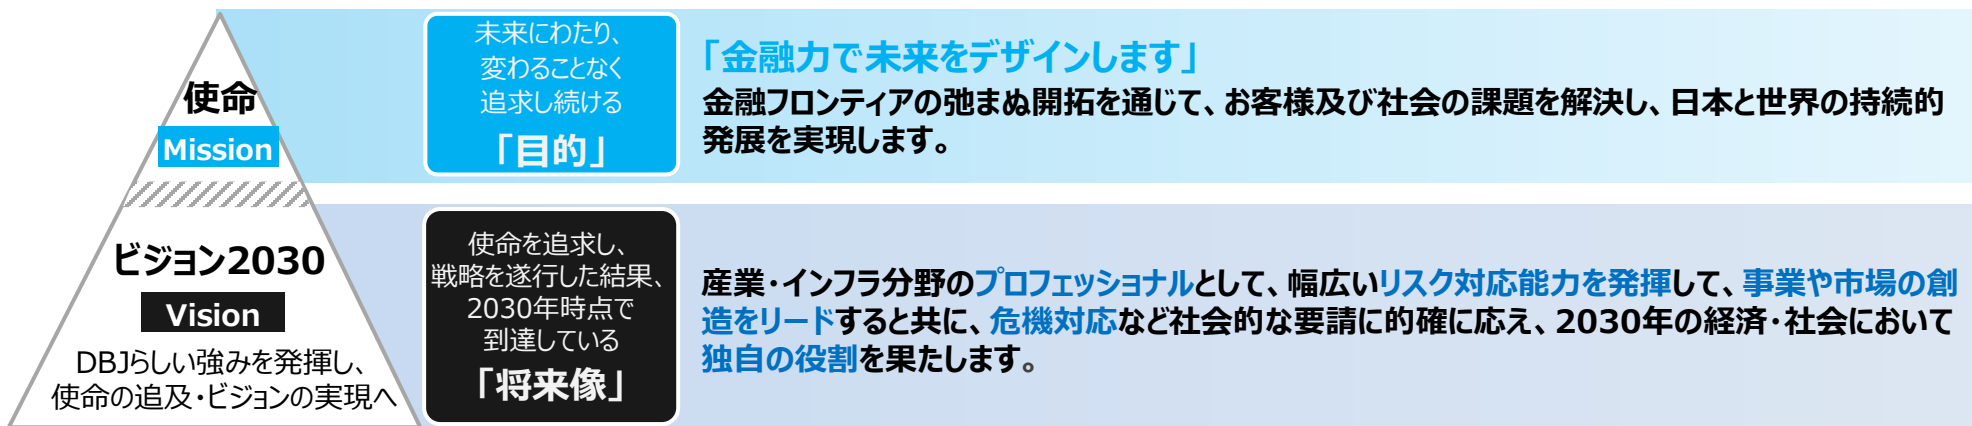 使命
Mission
未来にわたり、
変わることなく
追求し続ける
「目的」
「金融力で未来をデザインします」
金融フロンティアの弛まぬ開拓を通じて、お客様及び社会の課題を解決し、日本と世界の持続的
発展を実現します。
ビジョン2030
Vision
DBJらしい強みを発揮し、
使命の追及・ビジョンの実現へ
使命を追求し、
戦略を遂行した結果、
2030年時点で
到達している
「将来像」
産業・インフラ分野のプロフェッショナルとして、幅広いリスク対応能力を発揮して、事業や市場の創
造をリードすると共に、危機対応など社会的な要請に的確に応え、2030年の経済・社会において
独自の役割を果たします。